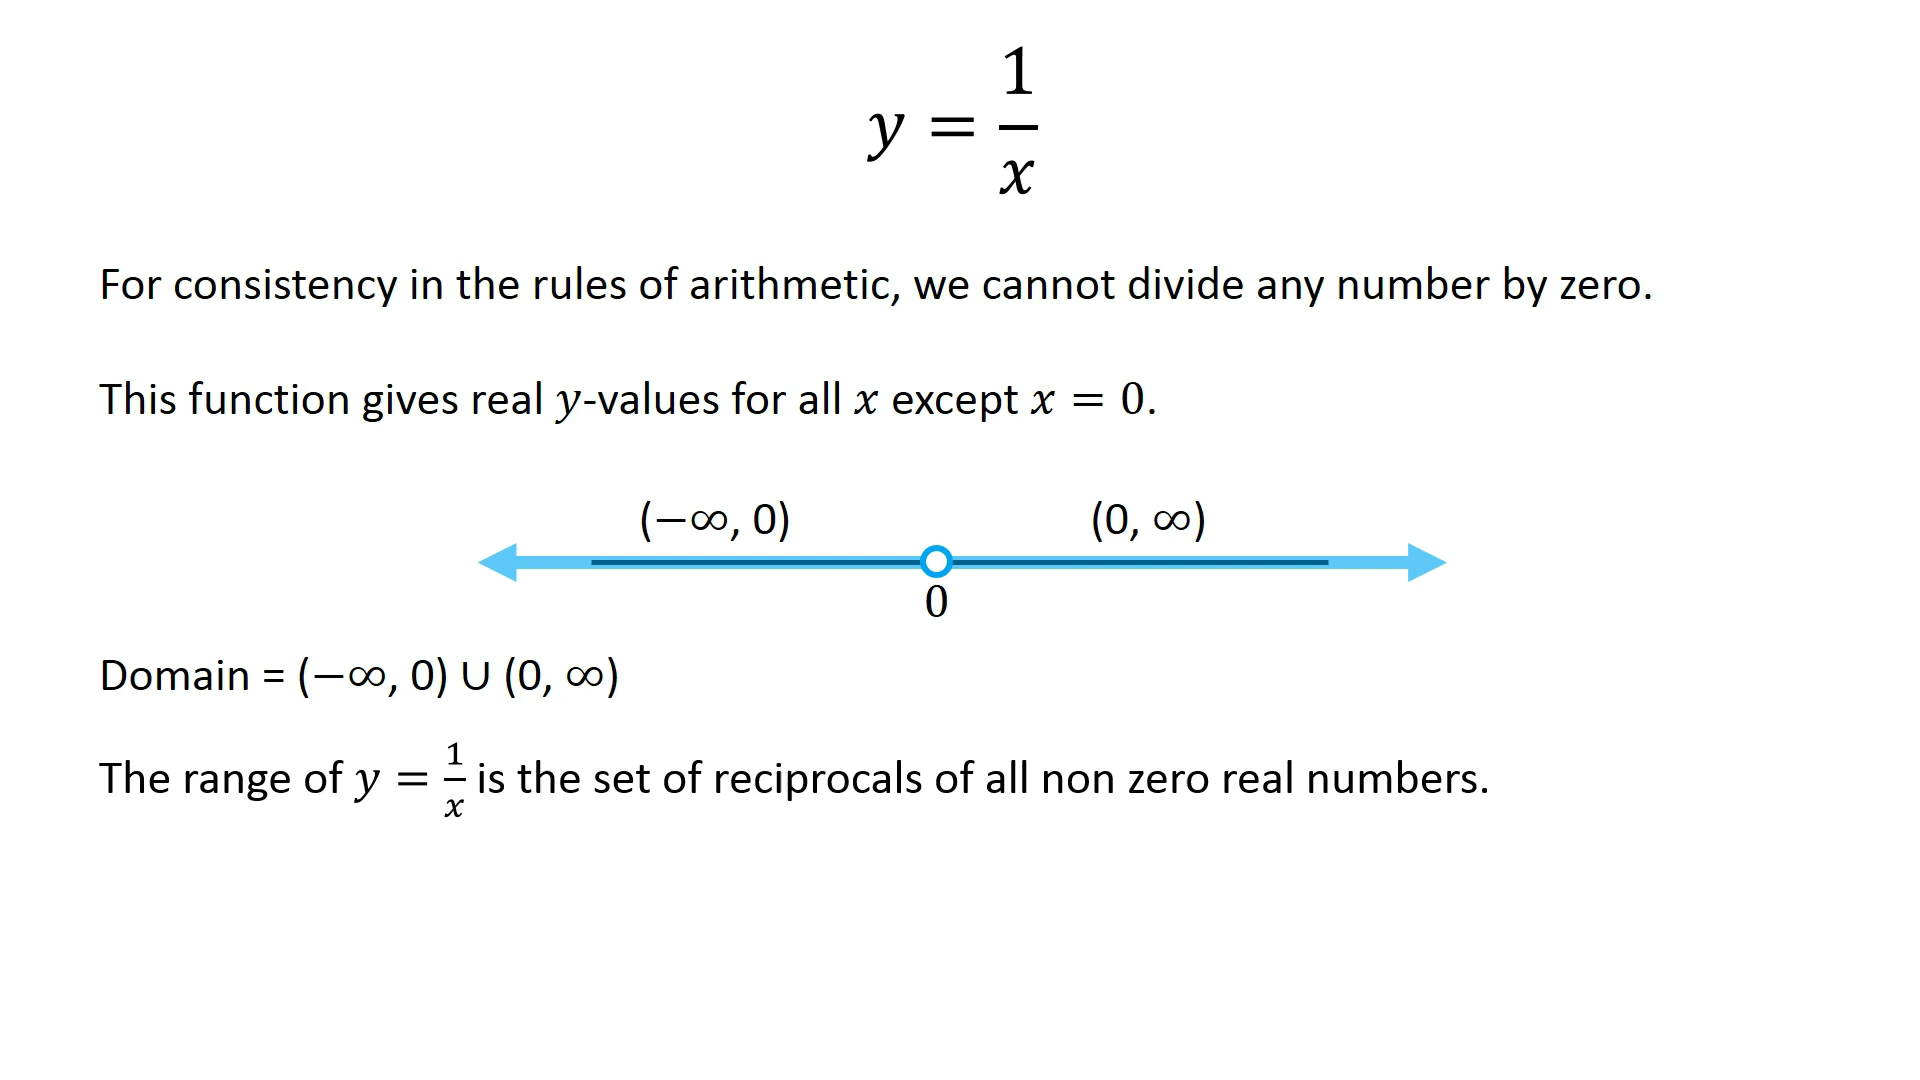 y = 1/x
For consistency in the rules of arithmetic, we cannot divide any number by zero.
This function gives real y-values for all x except x = 0.
(−∞, 0) (0, ∞)
0
Domain = (−∞, 0) ∪ (0, ∞)
The range of y = 1/x is the set of reciprocals of all non zero real numbers.